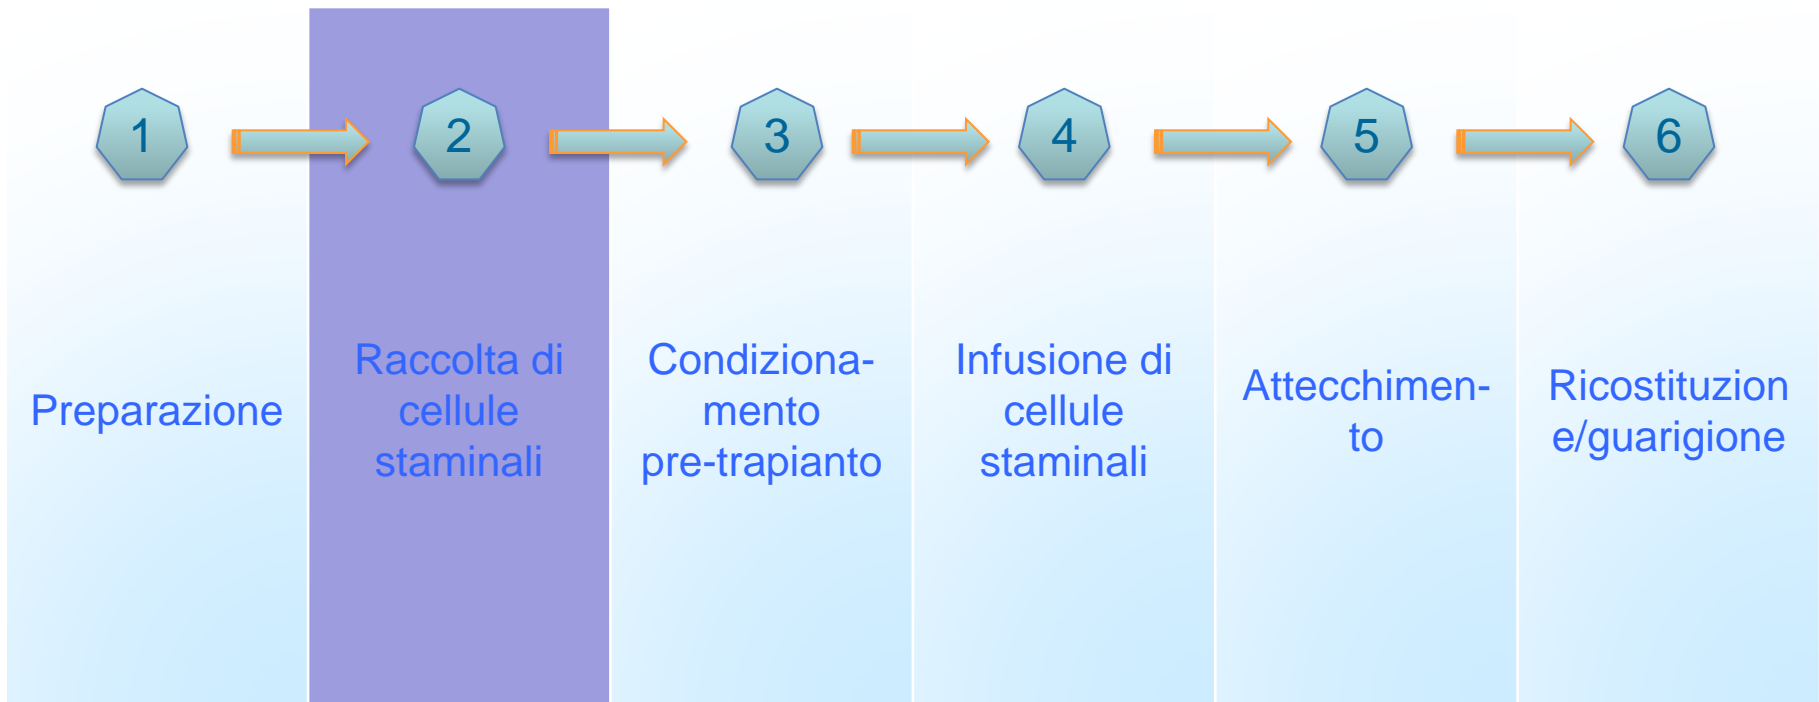 1
2
3
4
5
6
Preparazione
Raccolta di
cellule
staminali
Condiziona-
mento
pre-trapianto
Infusione di
cellule
staminali
Attecchimen-
to
Ricostituzion
e/guarigione